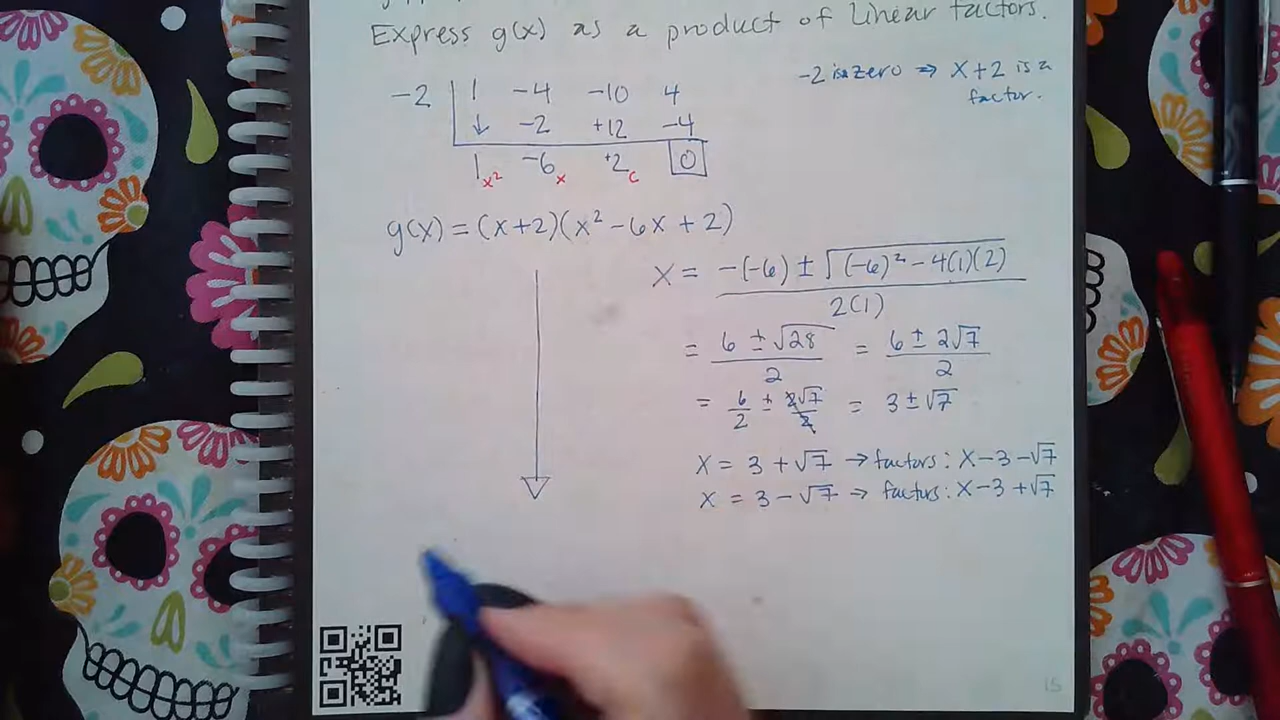 Express g(x) as a product of linear factors.
-2 is a zero ⇒ x+2 is a
factor.
-2 | 1 -4 -10 4
↓ -2 +12 -4
1 x² -6 x +2 c 0
g(x) = (x+2)(x² - 6x + 2)
x = -(-6) ± √(-6)² - 4(1)(2)
2(1)
= 6 ± √28 / 2 = 6 ± 2√7 / 2
= 6/2 ± 2√7/2 = 3 ± √7
x = 3 + √7 → factors: x-3-√7
x = 3 - √7 → factors: x-3+√7
15